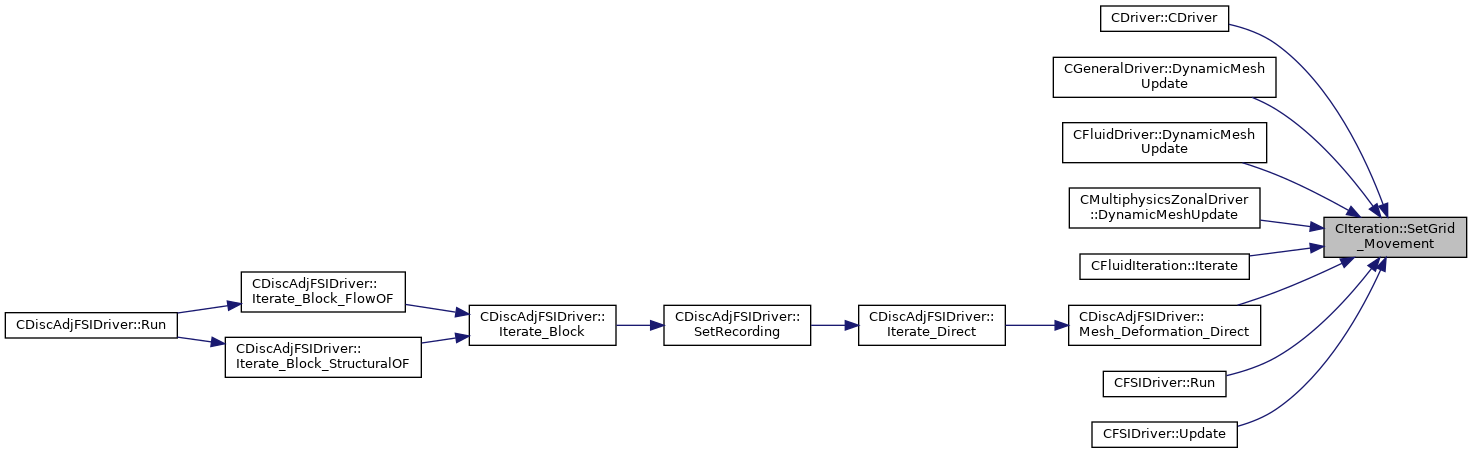 CDriver::CDriver
CGeneralDriver::DynamicMesh
Update
CFluidDriver::DynamicMesh
Update
CMultiphysicsZonalDriver
::DynamicMeshUpdate
CIteration::SetGrid
_Movement
CFluidIteration::Iterate
CDiscAdjFSIDriver::
Iterate_Block_FlowOF
CDiscAdjFSIDriver::Run
CDiscAdjFSIDriver::
Iterate_Block_StructuralOF
CDiscAdjFSIDriver::
Iterate_Block
CDiscAdjFSIDriver::
SetRecording
CDiscAdjFSIDriver::
Iterate_Direct
CDiscAdjFSIDriver::
Mesh_Deformation_Direct
CFSIDriver::Run
CFSIDriver::Update